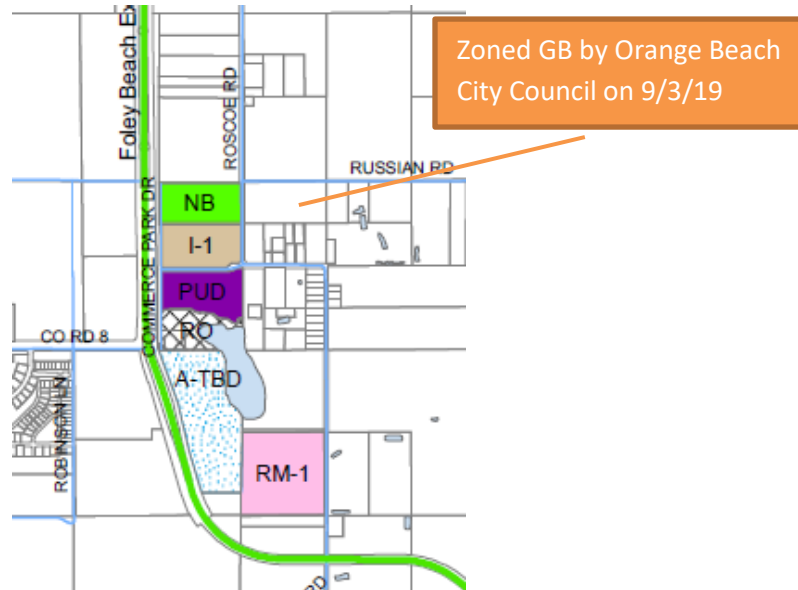 Zoned GB by Orange Beach
City Council on 9/3/19
Foley Beach Ex
ROSCOE RD
RUSSIAN RD
NB
I-1
COMMERCE PARK DR
PUD
RO
CO RD 8
A-TBD
ROBINSON LN
RM-1
RD